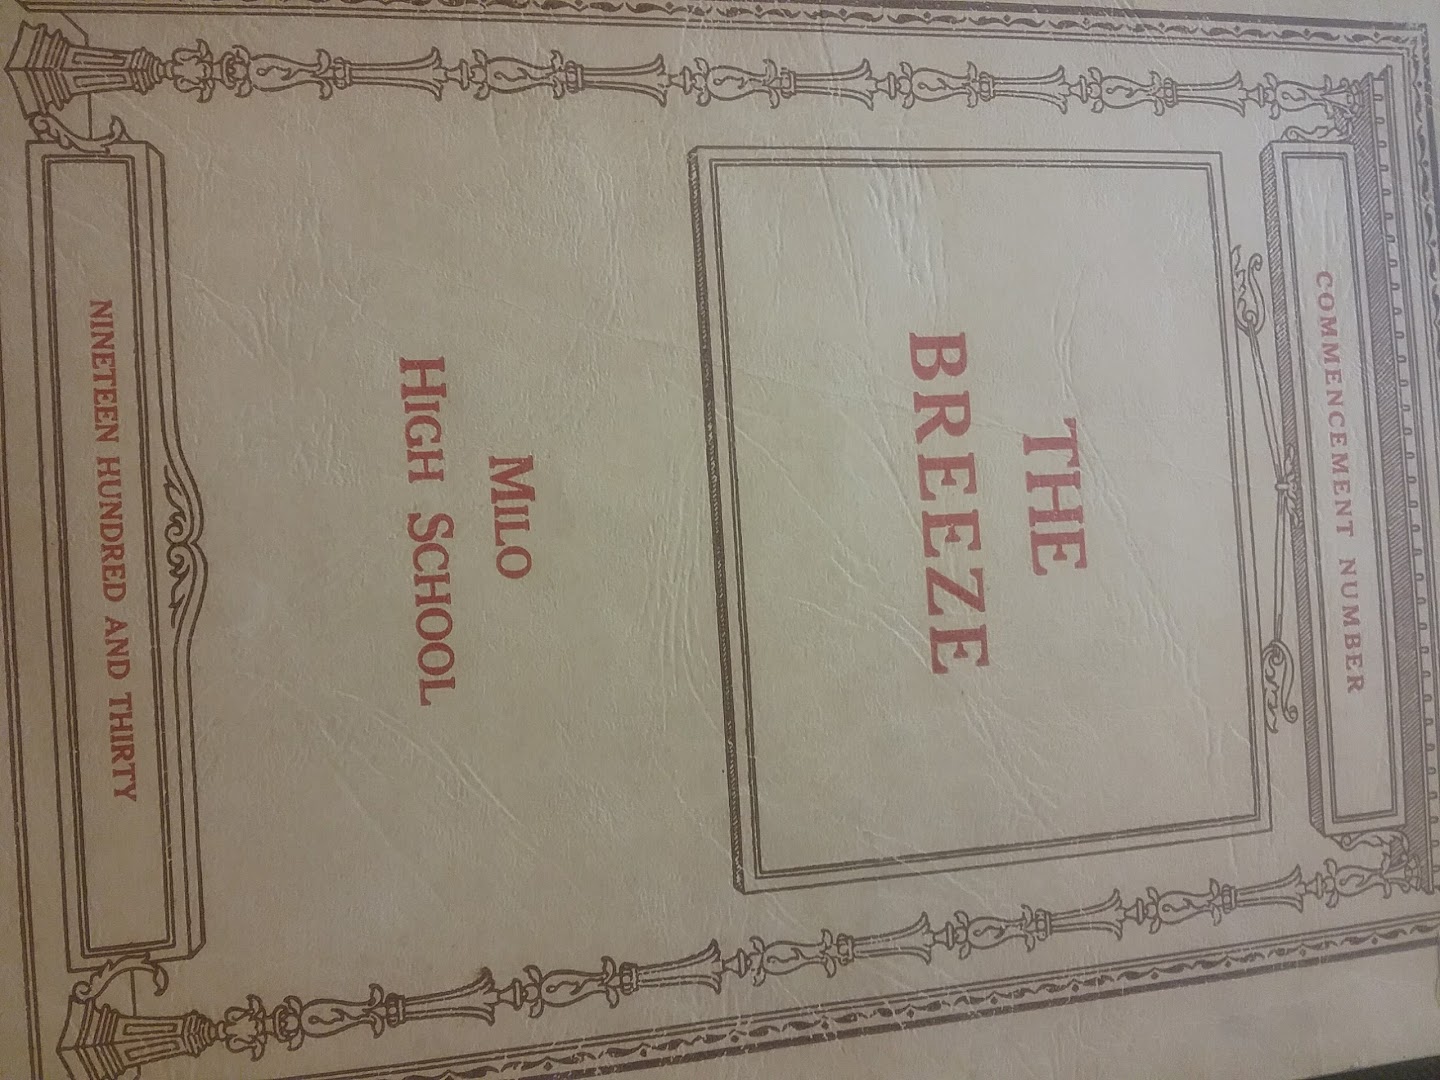 COMMENCEMENT NUMBER
THE
BREEZE
MILO
HIGH SCHOOL
NINETEEN HUNDRED AND THIRTY